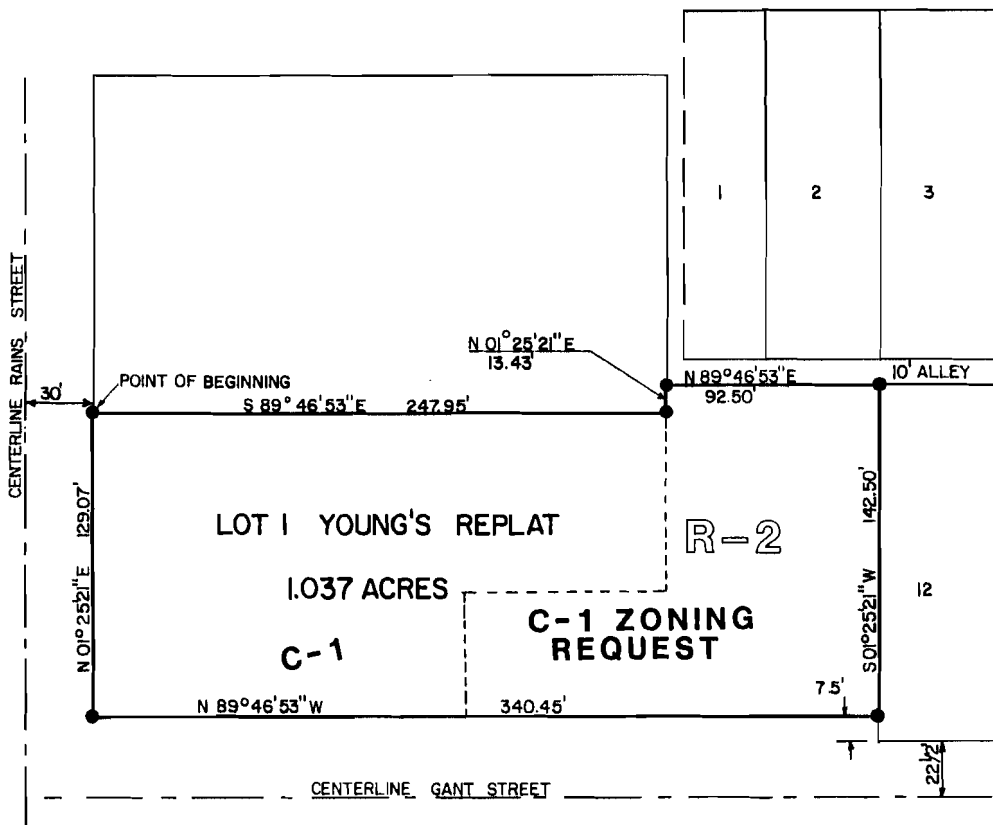 1
2
3
CENTERLINE RAINS STREET
N 01° 25' 21" E
13.43'
30'
POINT OF BEGINNING
N 89° 46' 53" E
92.50'
10' ALLEY
S 89° 46' 53" E 247.95'
N 01° 25' 21" E 129.07'
LOT 1 YOUNG'S REPLAT
1.037 ACRES
C-1
R-2
C-1 ZONING
REQUEST
S 01° 25' 21" W 142.50'
12
7.5'
N 89° 46' 53" W 340.45'
22 1/2'
CENTERLINE GANT STREET